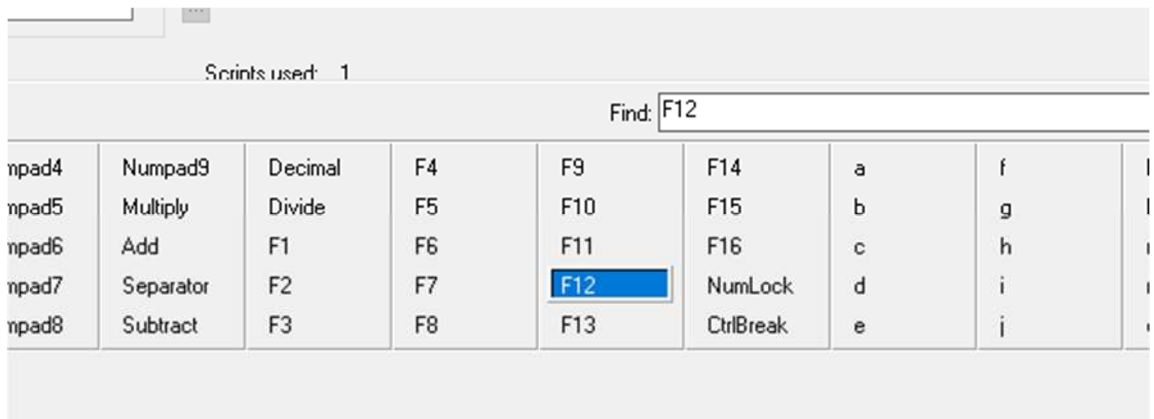 ...
Scripts used: 1
Find: F12
mpad4 Numpad9 Decimal F4 F9 F14 a f
mpad5 Multiply Divide F5 F10 F15 b g
mpad6 Add F1 F6 F11 F16 c h
mpad7 Separator F2 F7 F12 NumLock d i
mpad8 Subtract F3 F8 F13 CtrlBreak e j